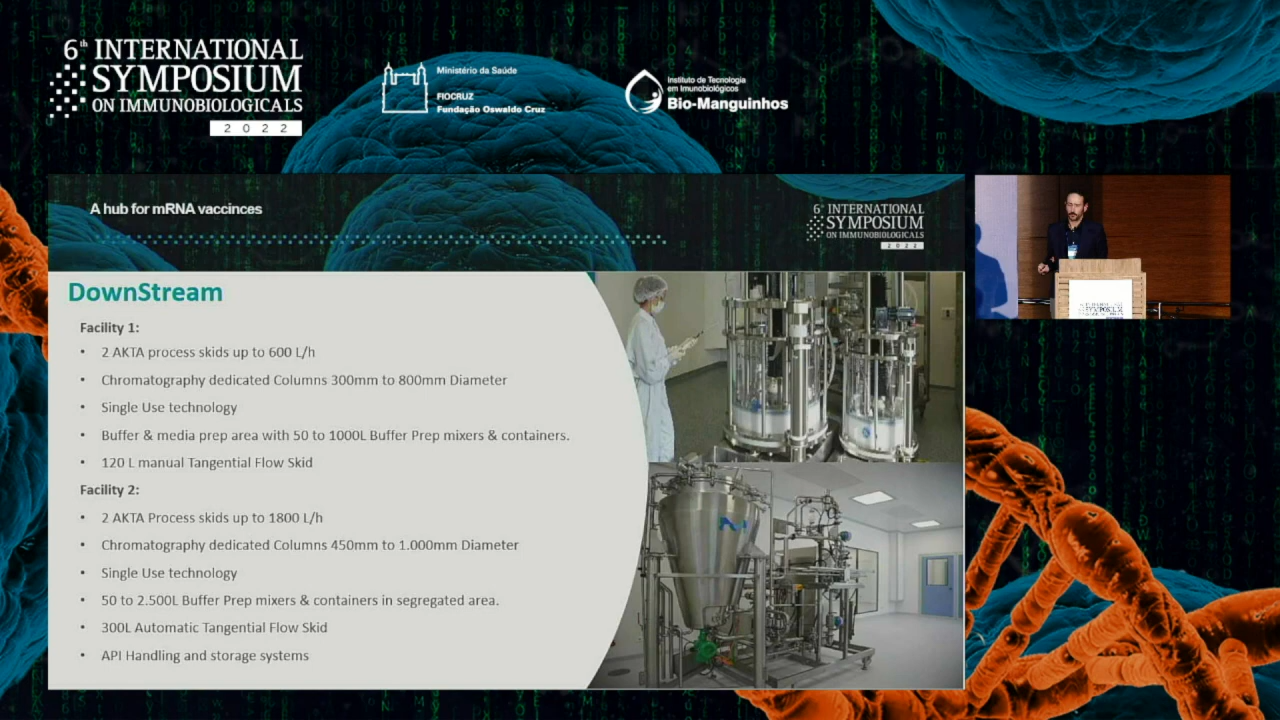 6th INTERNATIONAL
SYMPOSIUM
ON IMMUNOBIOLOGICALS
2022
Ministério da Saúde
FIOCRUZ
Fundação Oswaldo Cruz
Instituto de Tecnologia
em Imunobiológicos
Bio-Manguinhos
A hub for mRNA vaccinces
6th INTERNATIONAL
SYMPOSIUM
ON IMMUNOBIOLOGICALS
2022
DownStream
Facility 1:
• 2 AKTA process skids up to 600 L/h
• Chromatography dedicated Columns 300mm to 800mm Diameter
• Single Use technology
• Buffer & media prep area with 50 to 1000L Buffer Prep mixers & containers.
• 120 L manual Tangential Flow Skid
Facility 2:
• 2 AKTA Process skids up to 1800 L/h
• Chromatography dedicated Columns 450mm to 1.000mm Diameter
• Single Use technology
• 50 to 2.500L Buffer Prep mixers & containers in segregated area.
• 300L Automatic Tangential Flow Skid
• API Handling and storage systems